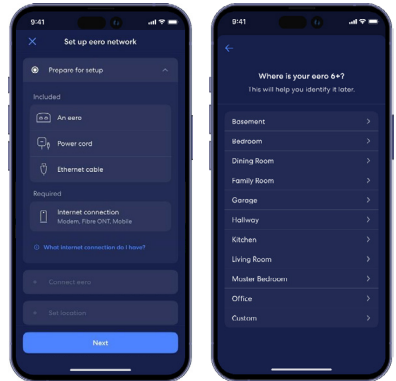 9:41
Set up eero network
Prepare for setup
Included
An eero
Power cord
Ethernet cable
Required
Internet connection
Modem, Fibre ONT, Mobile
What internet connection do I have?
Connect eero
Set location
Next
9:41
Where is your eero 6+?
This will help you identify it later.
Basement
Bedroom
Dining Room
Family Room
Garage
Hallway
Kitchen
Living Room
Master Bedroom
Office
Custom